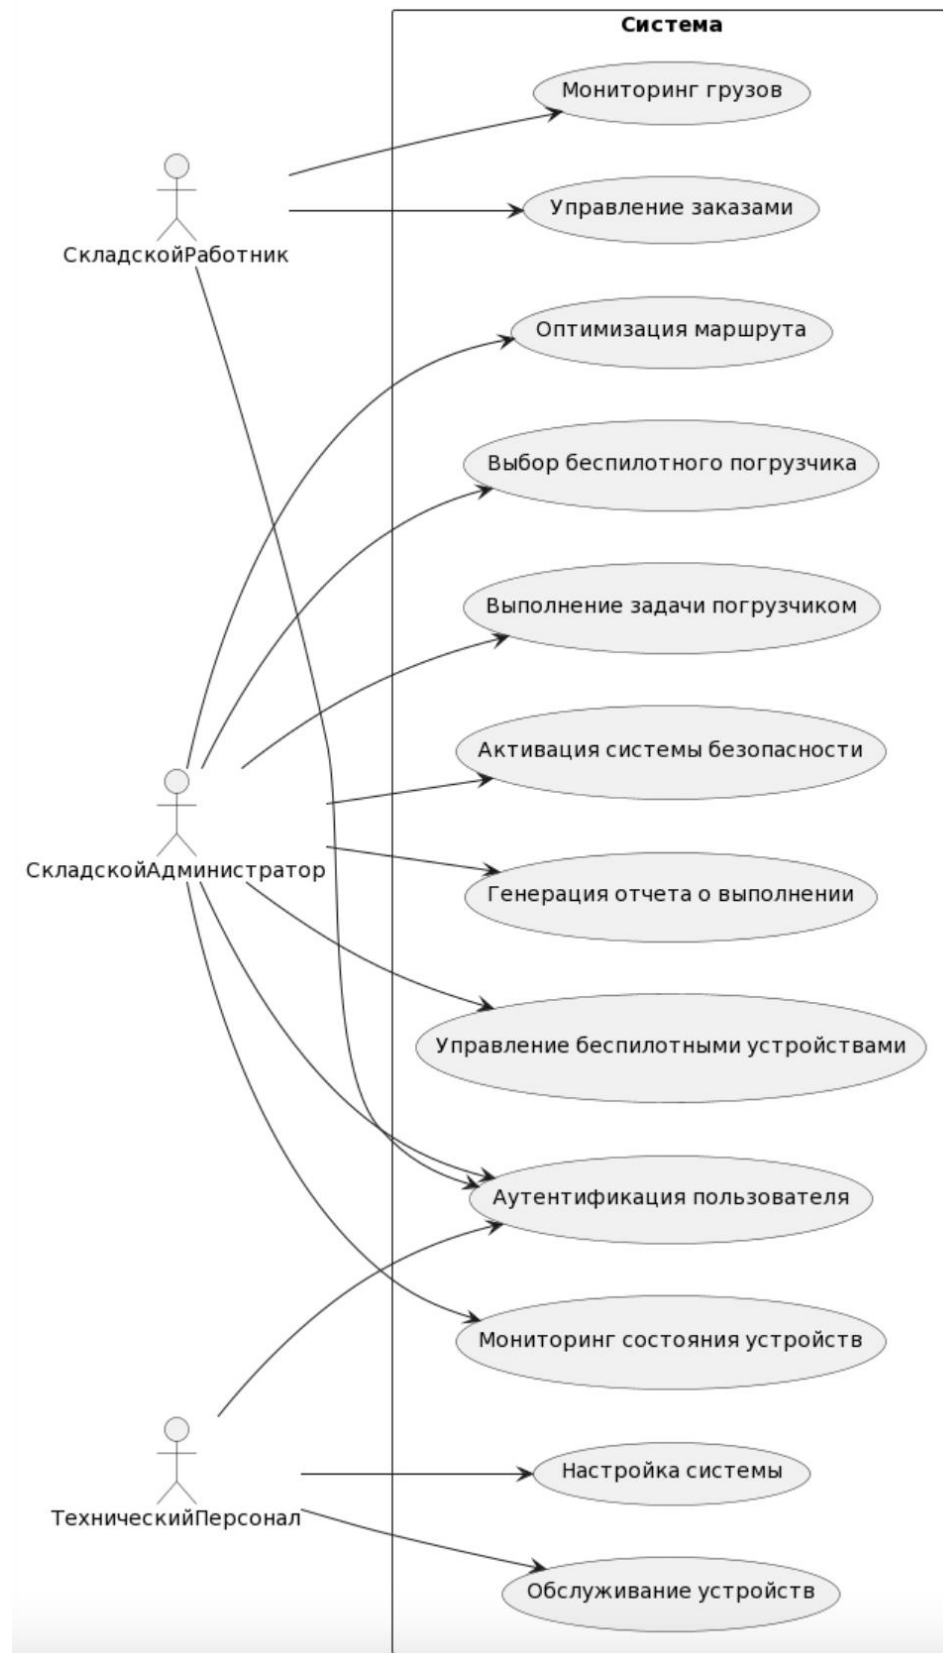 Система
Мониторинг грузов
Управление заказами
СкладскойРаботник
Оптимизация маршрута
Выбор беспилотного погрузчика
Выполнение задачи погрузчиком
Активация системы безопасности
СкладскойАдминистратор
Генерация отчета о выполнении
Управление беспилотными устройствами
Аутентификация пользователя
Мониторинг состояния устройств
Настройка системы
ТехническийПерсонал
Обслуживание устройств